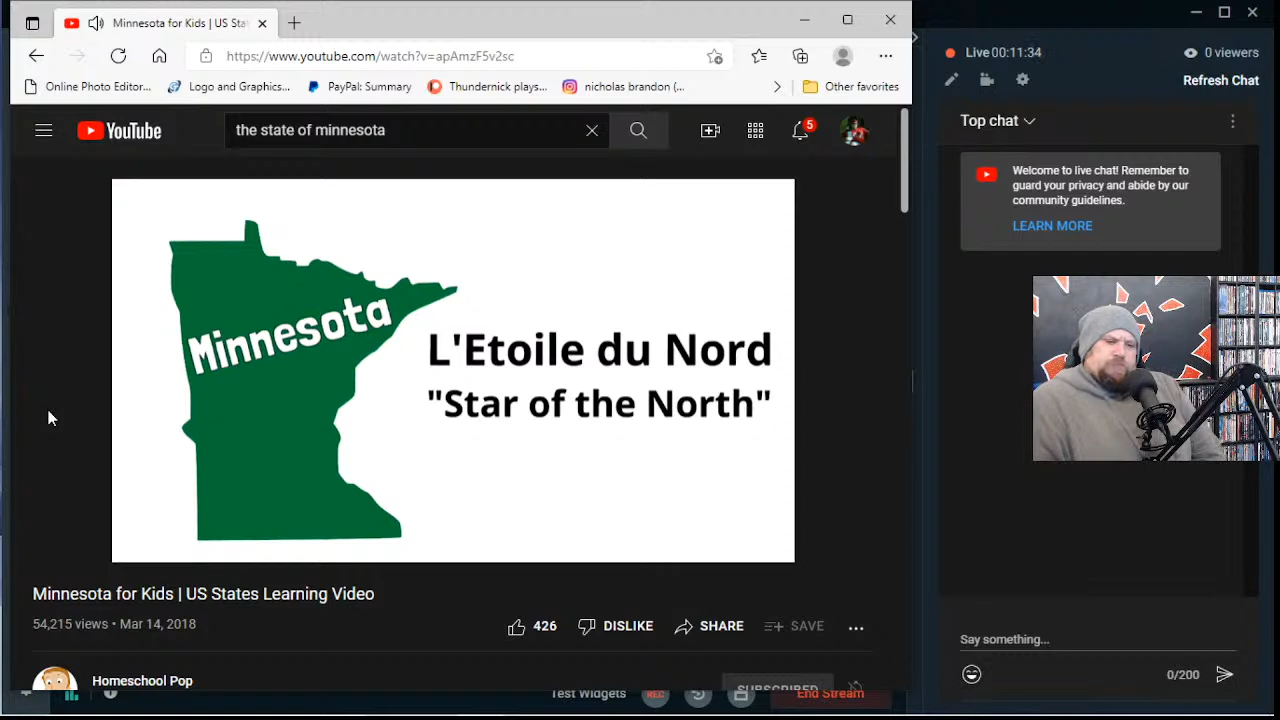 Minnesota for Kids | US Sta
https://www.youtube.com/watch?v=apAmzF5v2sc
Online Photo Editor...
Logo and Graphics...
PayPal: Summary
Thundernick plays...
nicholas brandon (...
Other favorites
YouTube
the state of minnesota
5
Minnesota
L'Etoile du Nord
"Star of the North"
Minnesota for Kids | US States Learning Video
54,215 views • Mar 14, 2018
426
DISLIKE
SHARE
SAVE
Homeschool Pop
SUBSCRIBED
Test Widgets
REC
End Stream
Live 00:11:34
0 viewers
Refresh Chat
Top chat
Welcome to live chat! Remember to
guard your privacy and abide by our
community guidelines.
LEARN MORE
Say something...
0/200